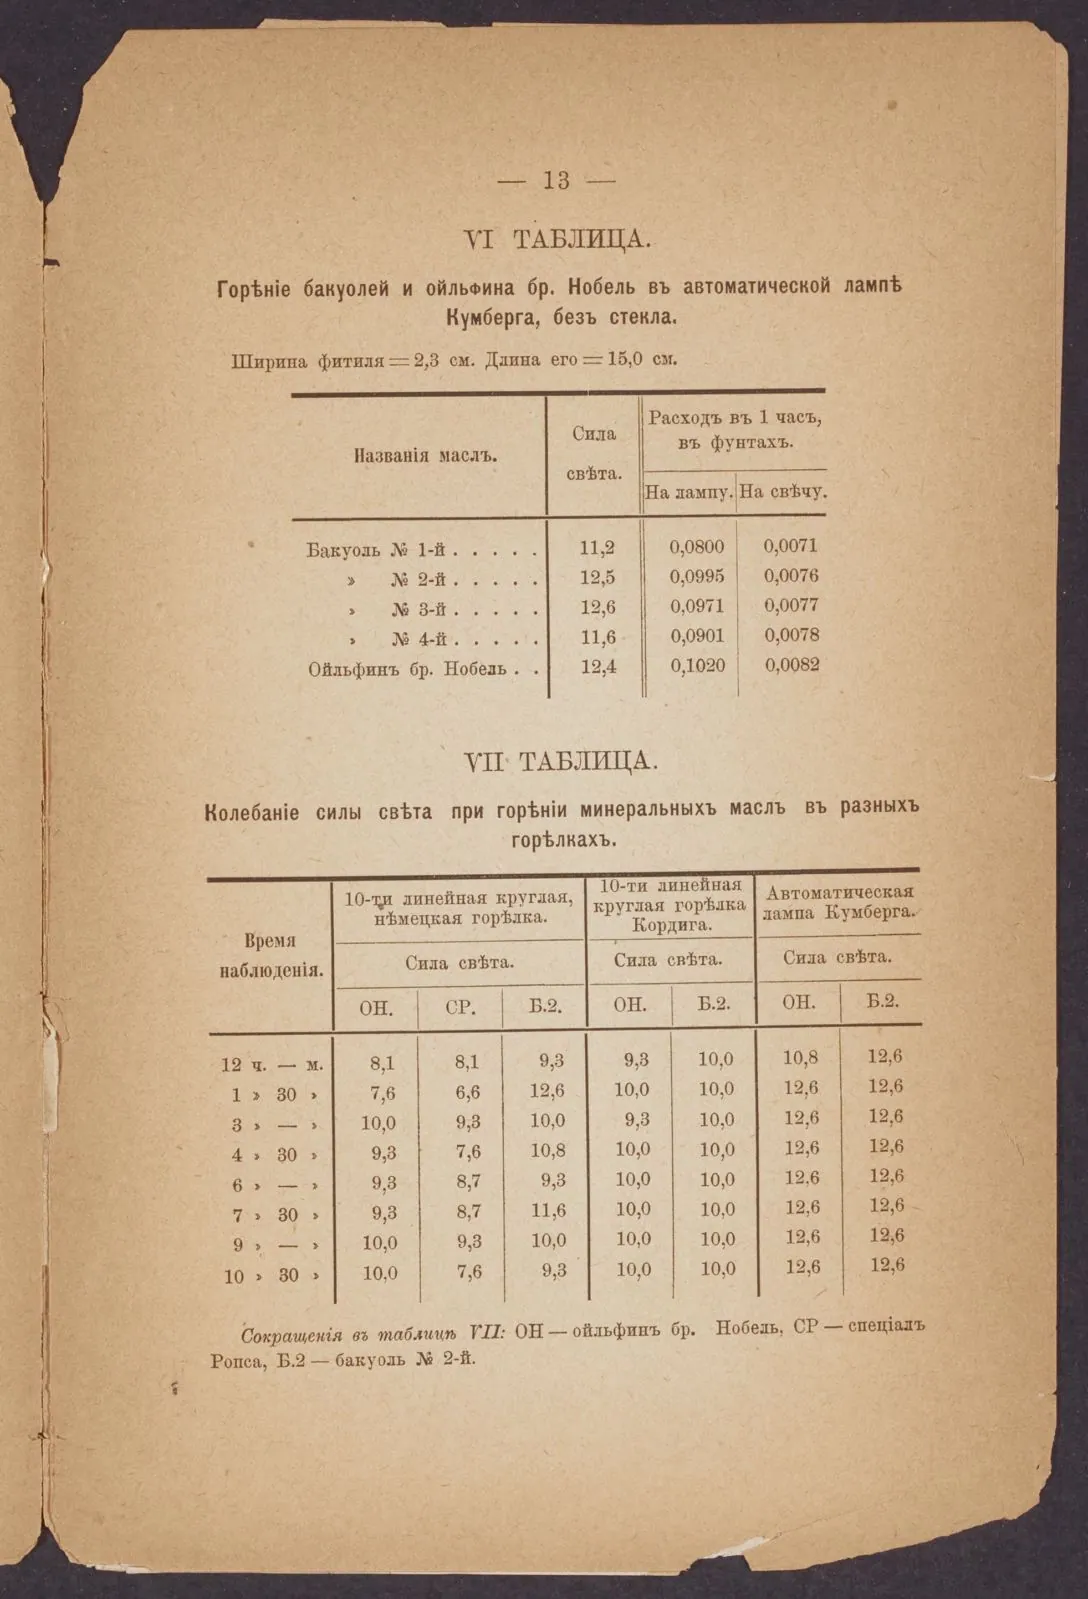 — 13 —
VI ТАБЛИЦА.
Горѣніе бакуолей и ойльфина бр. Нобель въ автоматической лампѣ
Кумберга, безъ стекла.
Ширина фитиля = 2,3 см. Длина его = 15,0 см.
Названія маслъ. Сила свѣта. Расходъ въ 1 часъ, въ фунтахъ.
На лампу. На свѣчу.
Бакуоль № 1-й . . . . . 11,2 0,0800 0,0071
» № 2-й . . . . . 12,5 0,0995 0,0076
» № 3-й . . . . . 12,6 0,0971 0,0077
» № 4-й . . . . . 11,6 0,0901 0,0078
Ойльфинъ бр. Нобель . . 12,4 0,1020 0,0082
VII ТАБЛИЦА.
Колебаніе силы свѣта при горѣніи минеральныхъ маслъ въ разныхъ
горѣлкахъ.
Время наблюденія. 10-ти линейная круглая, нѣмецкая горѣлка. 10-ти линейная круглая горѣлка Кордига. Автоматическая лампа Кумберга.
Сила свѣта. Сила свѣта. Сила свѣта.
ОН. СР. Б.2. ОН. Б.2. ОН. Б.2.
12 ч. — м. 8,1 8,1 9,3 9,3 10,0 10,8 12,6
1 » 30 » 7,6 6,6 12,6 10,0 10,0 12,6 12,6
3 » — » 10,0 9,3 10,0 9,3 10,0 12,6 12,6
4 » 30 » 9,3 7,6 10,8 10,0 10,0 12,6 12,6
6 » — » 9,3 8,7 9,3 10,0 10,0 12,6 12,6
7 » 30 » 9,3 8,7 11,6 10,0 10,0 12,6 12,6
9 » — » 10,0 9,3 10,0 10,0 10,0 12,6 12,6
10 » 30 » 10,0 7,6 9,3 10,0 10,0 12,6 12,6
Сокращенія въ таблицѣ VII: ОН — ойльфинъ бр. Нобель, СР — спеціалъ
Ропса, Б.2 — бакуоль № 2-й.